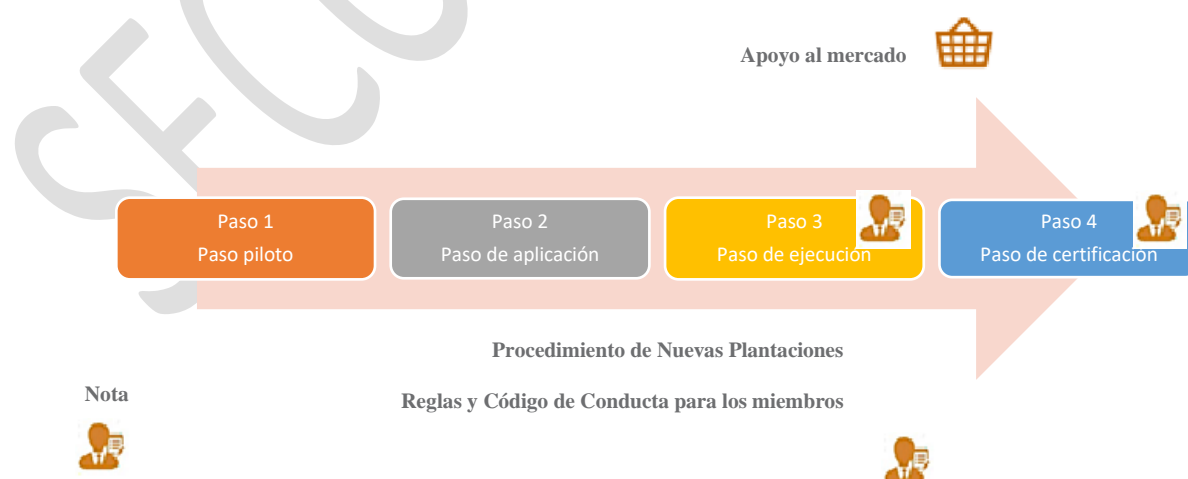 Apoyo al mercado
Paso 1
Paso piloto
Paso 2
Paso de aplicación
Paso 3
Paso de ejecución
Paso 4
Paso de certificación
Procedimiento de Nuevas Plantaciones
Nota
Reglas y Código de Conducta para los miembros